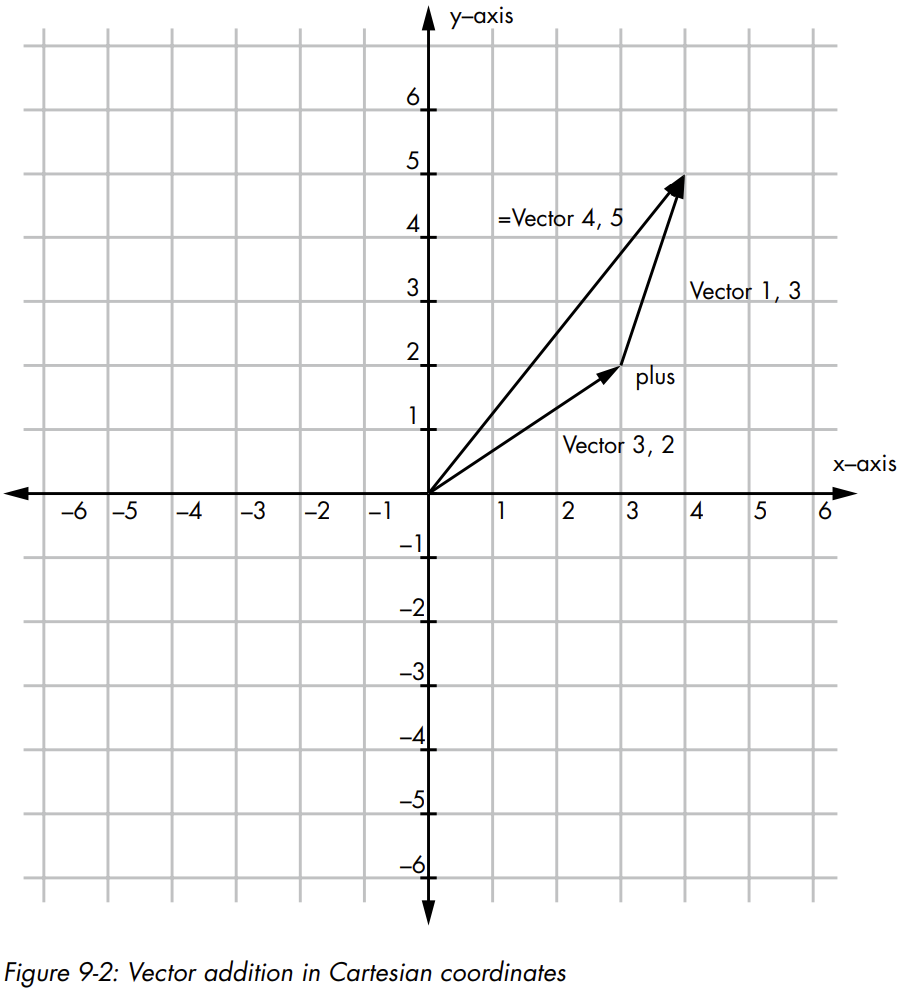 y–axis
6
5
=Vector 4, 5
4
3
Vector 1, 3
2
plus
1
Vector 3, 2
x–axis
–6 –5 –4 –3 –2 –1 1 2 3 4 5 6
–1
–2
–3
–4
–5
–6
Figure 9-2: Vector addition in Cartesian coordinates